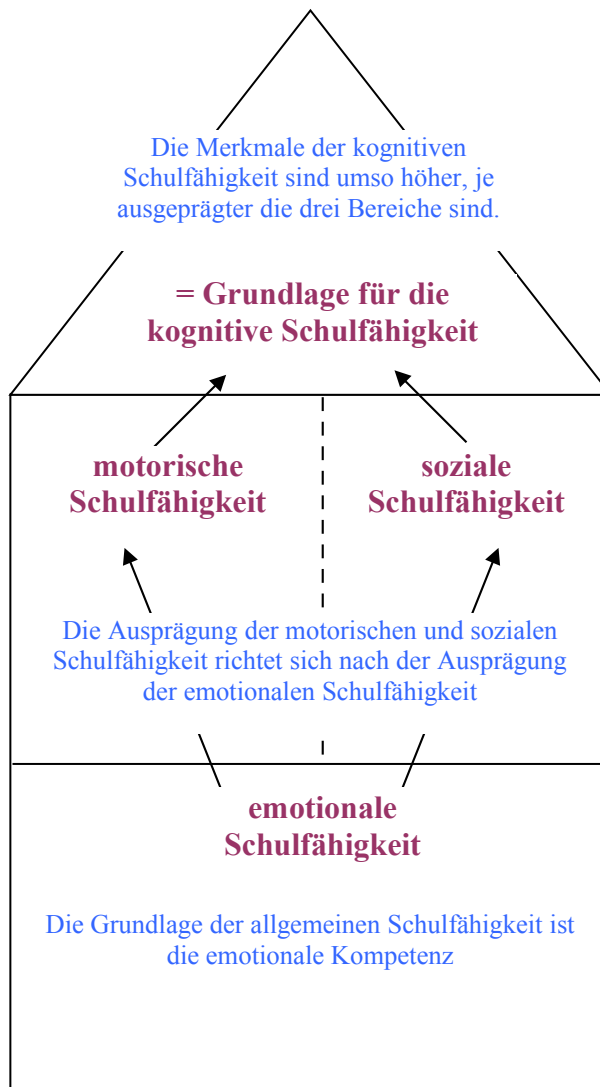 Die Merkmale der kognitiven
Schulfähigkeit sind umso höher, je
ausgeprägter die drei Bereiche sind.
= Grundlage für die
kognitive Schulfähigkeit
motorische
Schulfähigkeit
soziale
Schulfähigkeit
Die Ausprägung der motorischen und sozialen
Schulfähigkeit richtet sich nach der Ausprägung
der emotionalen Schulfähigkeit
emotionale
Schulfähigkeit
Die Grundlage der allgemeinen Schulfähigkeit ist
die emotionale Kompetenz